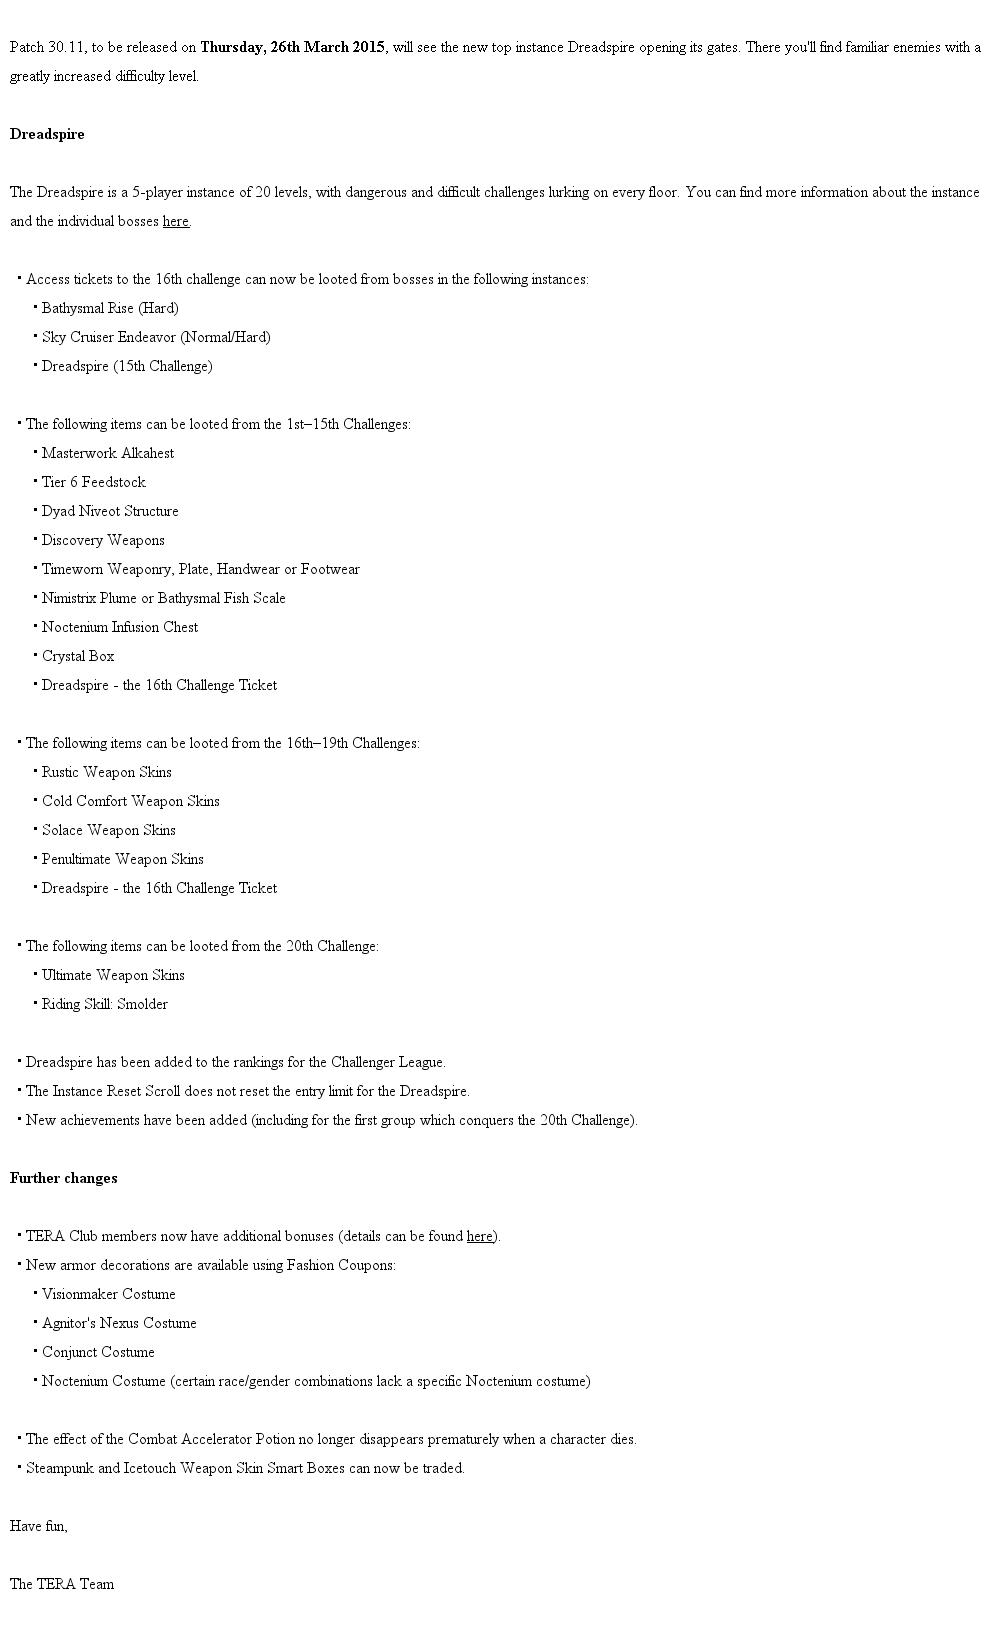 Patch 30.11, to be released on Thursday, 26th March 2015, will see the new top instance Dreadspire opening its gates. There you'll find familiar enemies with a
greatly increased difficulty level.
Dreadspire
The Dreadspire is a 5-player instance of 20 levels, with dangerous and difficult challenges lurking on every floor. You can find more information about the instance
and the individual bosses here.
• Access tickets to the 16th challenge can now be looted from bosses in the following instances:
• Bathysmal Rise (Hard)
• Sky Cruiser Endeavor (Normal/Hard)
• Dreadspire (15th Challenge)
• The following items can be looted from the 1st–15th Challenges:
• Masterwork Alkahest
• Tier 6 Feedstock
• Dyad Niveot Structure
• Discovery Weapons
• Timeworn Weaponry, Plate, Handwear or Footwear
• Nimistrix Plume or Bathysmal Fish Scale
• Noctenium Infusion Chest
• Crystal Box
• Dreadspire - the 16th Challenge Ticket
• The following items can be looted from the 16th–19th Challenges:
• Rustic Weapon Skins
• Cold Comfort Weapon Skins
• Solace Weapon Skins
• Penultimate Weapon Skins
• Dreadspire - the 16th Challenge Ticket
• The following items can be looted from the 20th Challenge:
• Ultimate Weapon Skins
• Riding Skill: Smolder
• Dreadspire has been added to the rankings for the Challenger League.
• The Instance Reset Scroll does not reset the entry limit for the Dreadspire.
• New achievements have been added (including for the first group which conquers the 20th Challenge).
Further changes
• TERA Club members now have additional bonuses (details can be found here).
• New armor decorations are available using Fashion Coupons:
• Visionmaker Costume
• Agnitor's Nexus Costume
• Conjunct Costume
• Noctenium Costume (certain race/gender combinations lack a specific Noctenium costume)
• The effect of the Combat Accelerator Potion no longer disappears prematurely when a character dies.
• Steampunk and Icetouch Weapon Skin Smart Boxes can now be traded.
Have fun,
The TERA Team